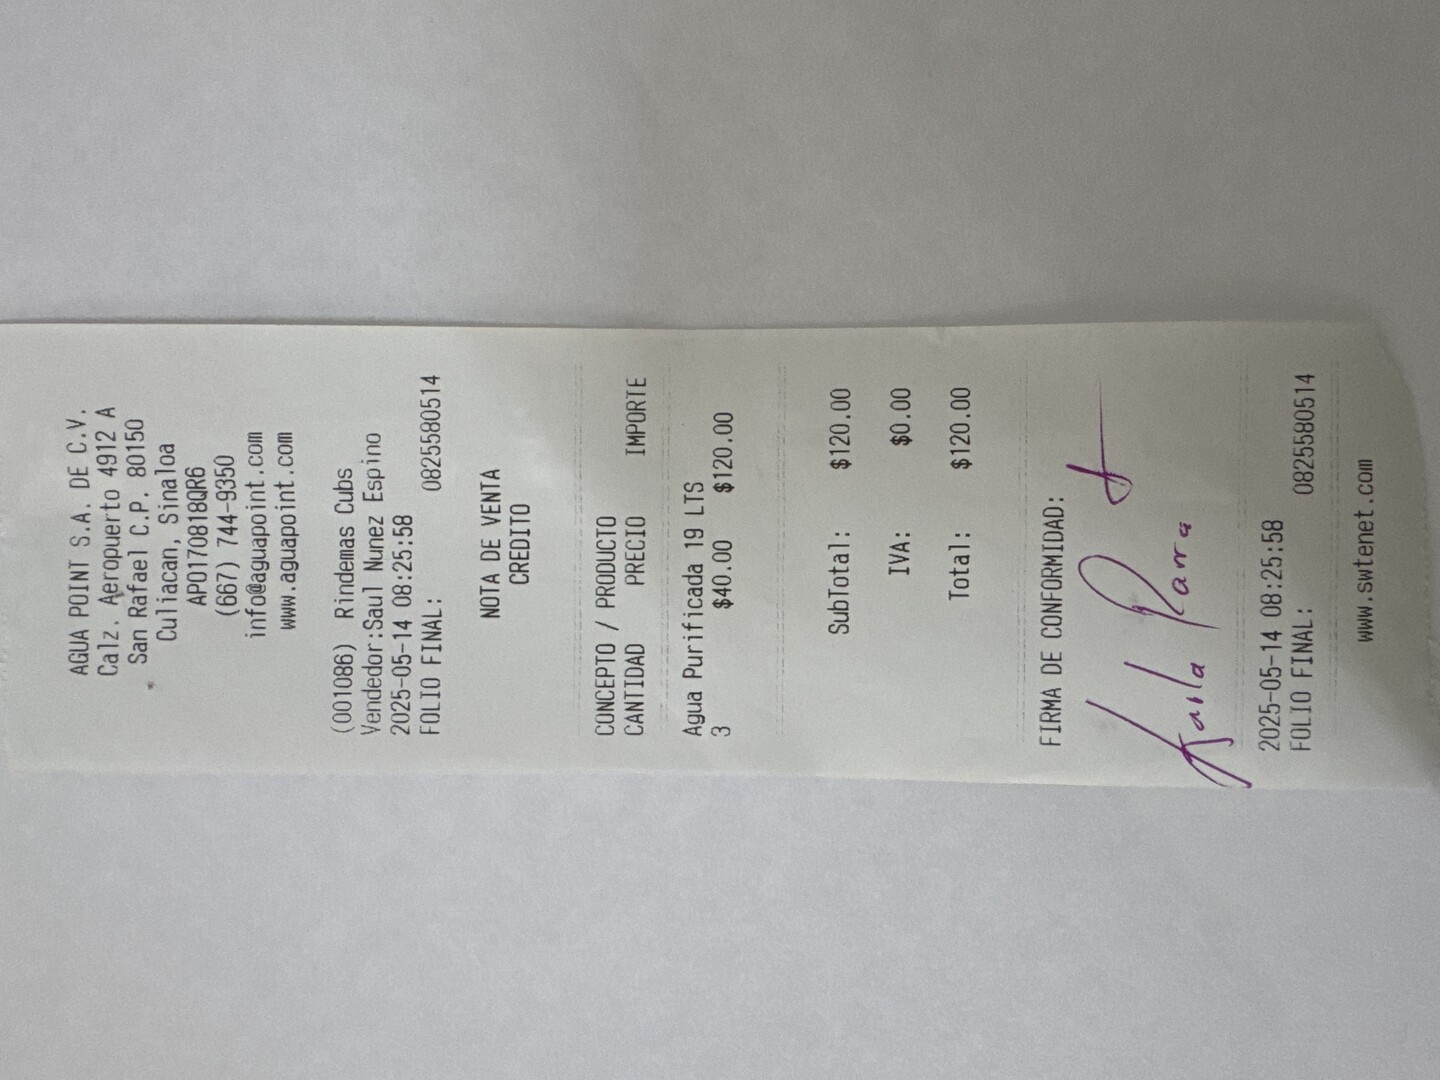 AGUA POINT S.A. DE C.V.
Calz. Aeropuerto 4912 A
San Rafael C.P. 80150
Culiacan, Sinaloa
APO170818QR6
(667) 744-9350
info@aguapoint.com
www.aguapoint.com
(001086) Rindemas Cubs
Vendedor:Saul Nunez Espino
2025-05-14 08:25:58
FOLIO FINAL: 0825580514
NOTA DE VENTA
CREDITO
CONCEPTO / PRODUCTO
CANTIDAD PRECIO IMPORTE
Agua Purificada 19 LTS
3 $40.00 $120.00
SubTotal: $120.00
IVA: $0.00
Total: $120.00
FIRMA DE CONFORMIDAD:
Karla Parra
2025-05-14 08:25:58
FOLIO FINAL: 0825580514
www.swtenet.com